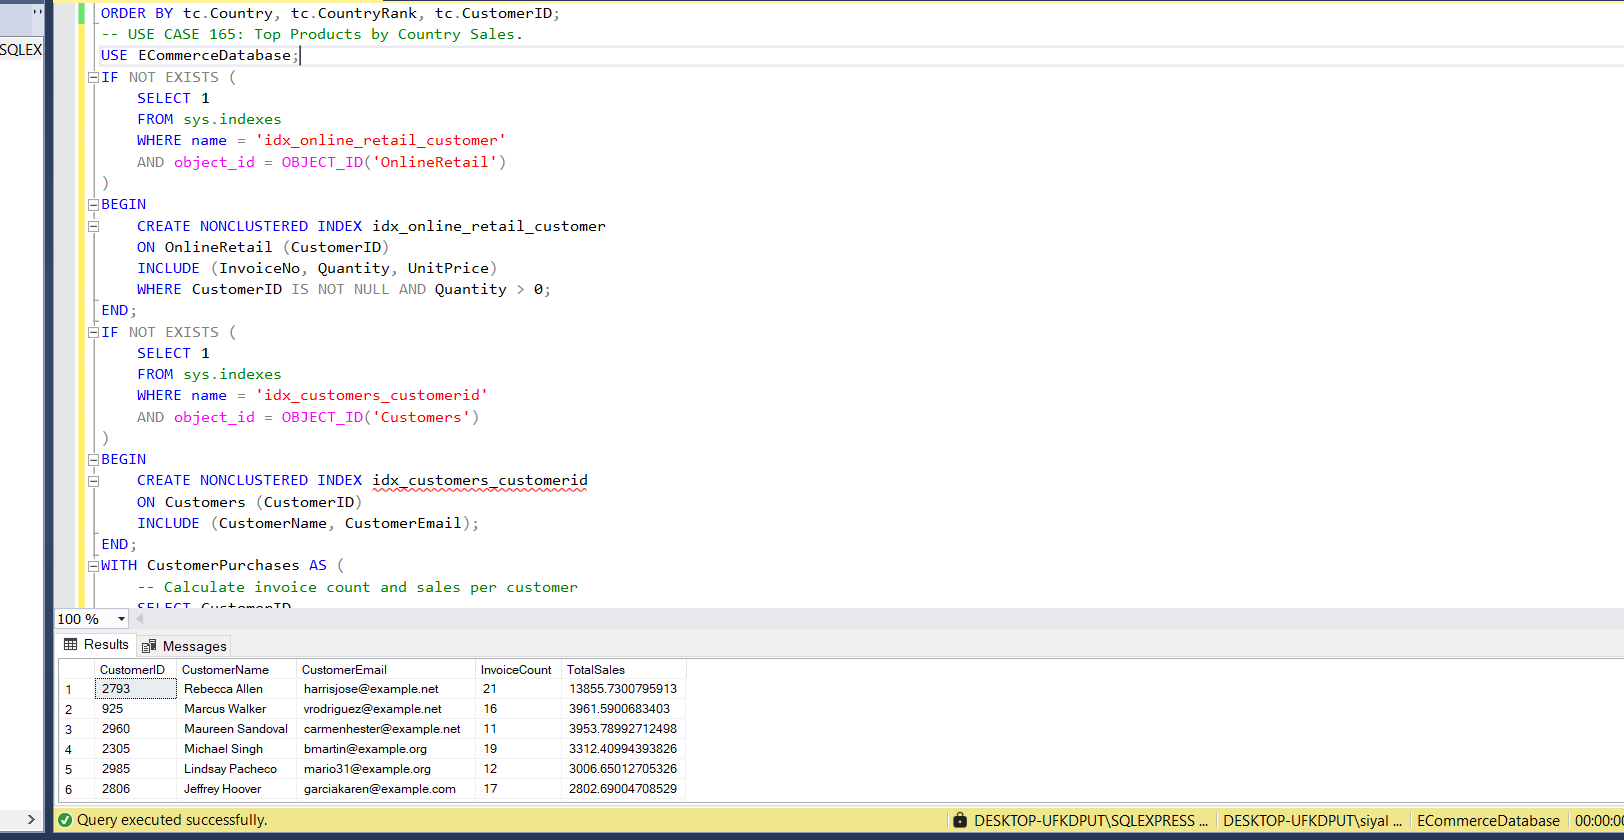 SQLEX
ORDER BY tc.Country, tc.CountryRank, tc.CustomerID;
-- USE CASE 165: Top Products by Country Sales.
USE ECommerceDatabase;
IF NOT EXISTS (
    SELECT 1
    FROM sys.indexes
    WHERE name = 'idx_online_retail_customer'
    AND object_id = OBJECT_ID('OnlineRetail')
)
BEGIN
    CREATE NONCLUSTERED INDEX idx_online_retail_customer
    ON OnlineRetail (CustomerID)
    INCLUDE (InvoiceNo, Quantity, UnitPrice)
    WHERE CustomerID IS NOT NULL AND Quantity > 0;
END;
IF NOT EXISTS (
    SELECT 1
    FROM sys.indexes
    WHERE name = 'idx_customers_customerid'
    AND object_id = OBJECT_ID('Customers')
)
BEGIN
    CREATE NONCLUSTERED INDEX idx_customers_customerid
    ON Customers (CustomerID)
    INCLUDE (CustomerName, CustomerEmail);
END;
WITH CustomerPurchases AS (
    -- Calculate invoice count and sales per customer
    SELECT CustomerID
100 %
Results Messages
CustomerID CustomerName CustomerEmail InvoiceCount TotalSales
1 2793 Rebecca Allen harrisjose@example.net 21 13855.7300795913
2 925 Marcus Walker vrodriguez@example.net 16 3961.5900683403
3 2960 Maureen Sandoval carmenhester@example.net 11 3953.78992712498
4 2305 Michael Singh bmartin@example.org 19 3312.40994393826
5 2985 Lindsay Pacheco mario31@example.org 12 3006.65012705326
6 2806 Jeffrey Hoover garciakaren@example.com 17 2802.69004708529
Query executed successfully. DESKTOP-UFKDPUT\SQLEXPRESS ... DESKTOP-UFKDPUT\siyal ... ECommerceDatabase 00:00:00